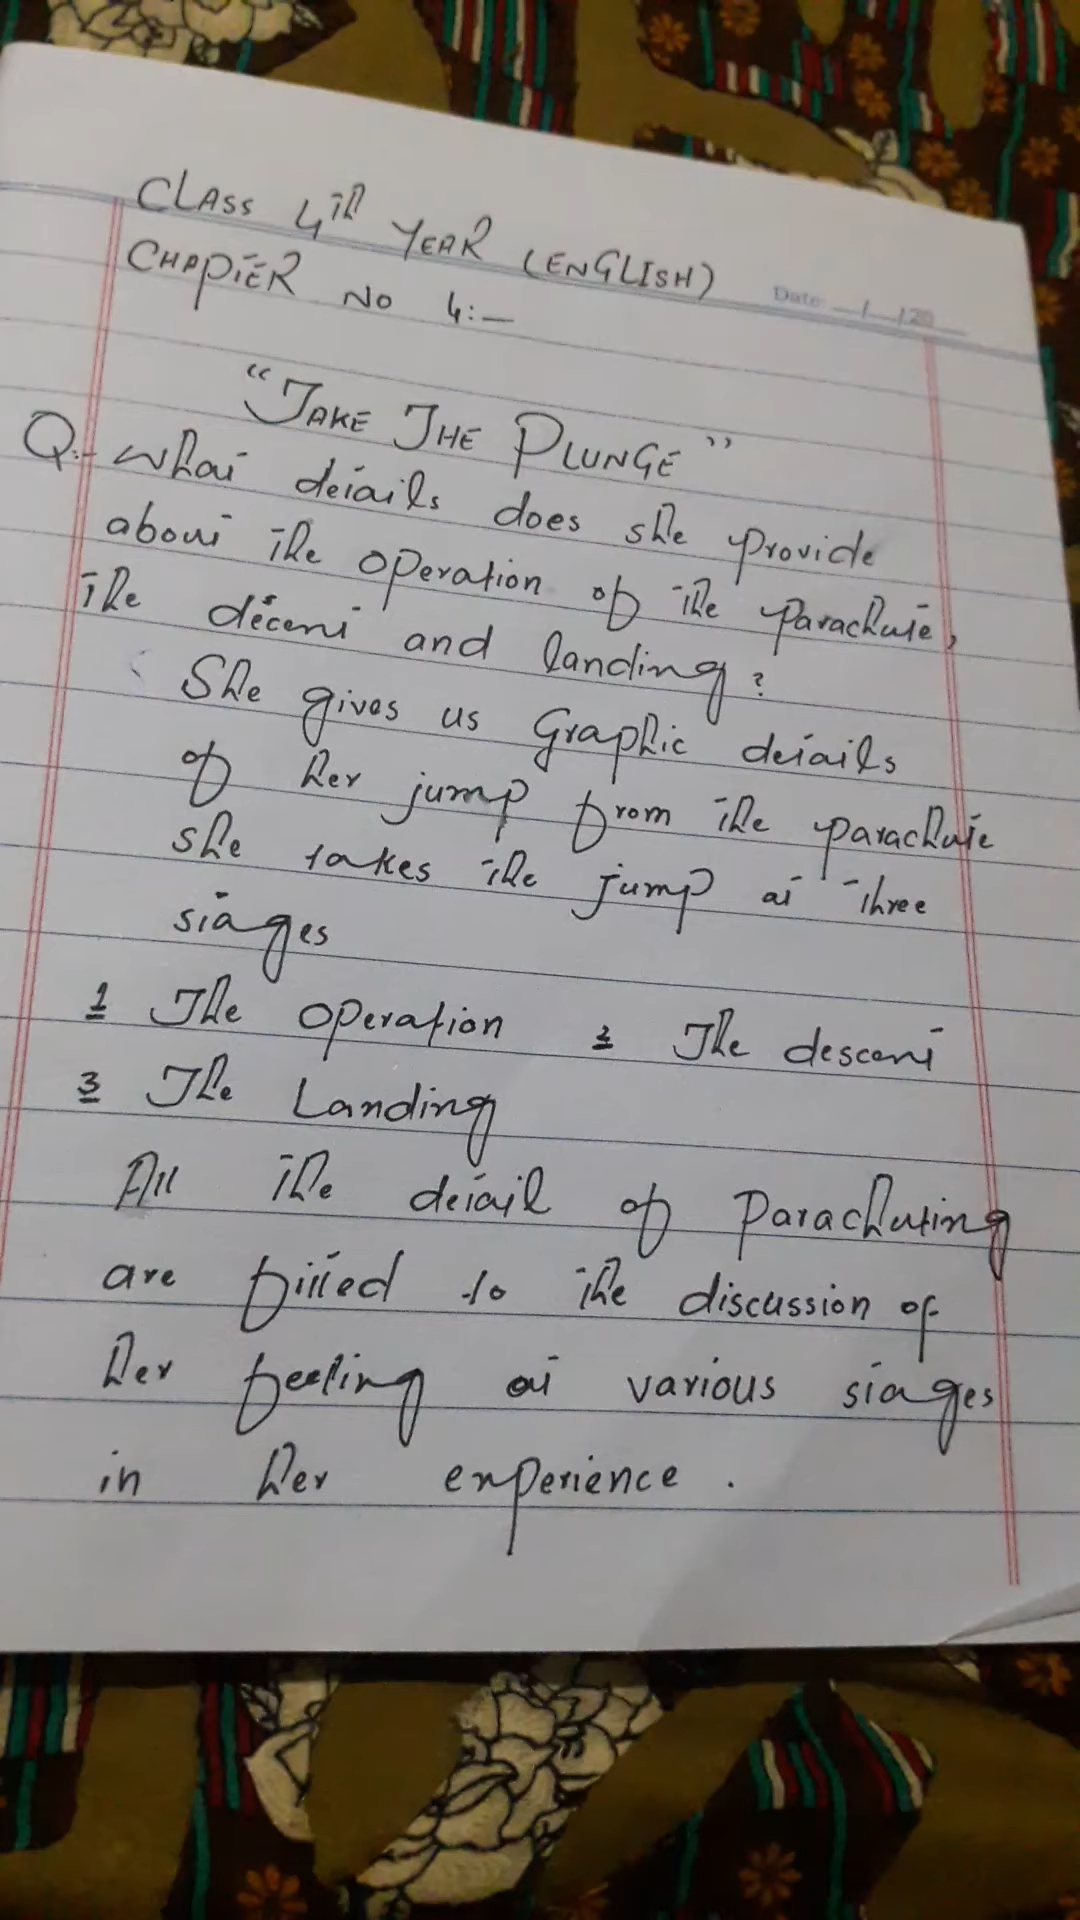 CLASS 4th YEAR (ENGLISH)
Date: __/__/20
CHAPTER NO 4:-
"TAKE THE PLUNGE"
Q:- What details does she provide
about the operation of the parachute,
the decent and landing?
She gives us Graphic details
of her jump from the parachute
she takes the jump at three
stages
1 The operation 2 The descent
3 The Landing
All the detail of Parachuting
are fitted to the discussion of
her feeling at various stages
in her experience.